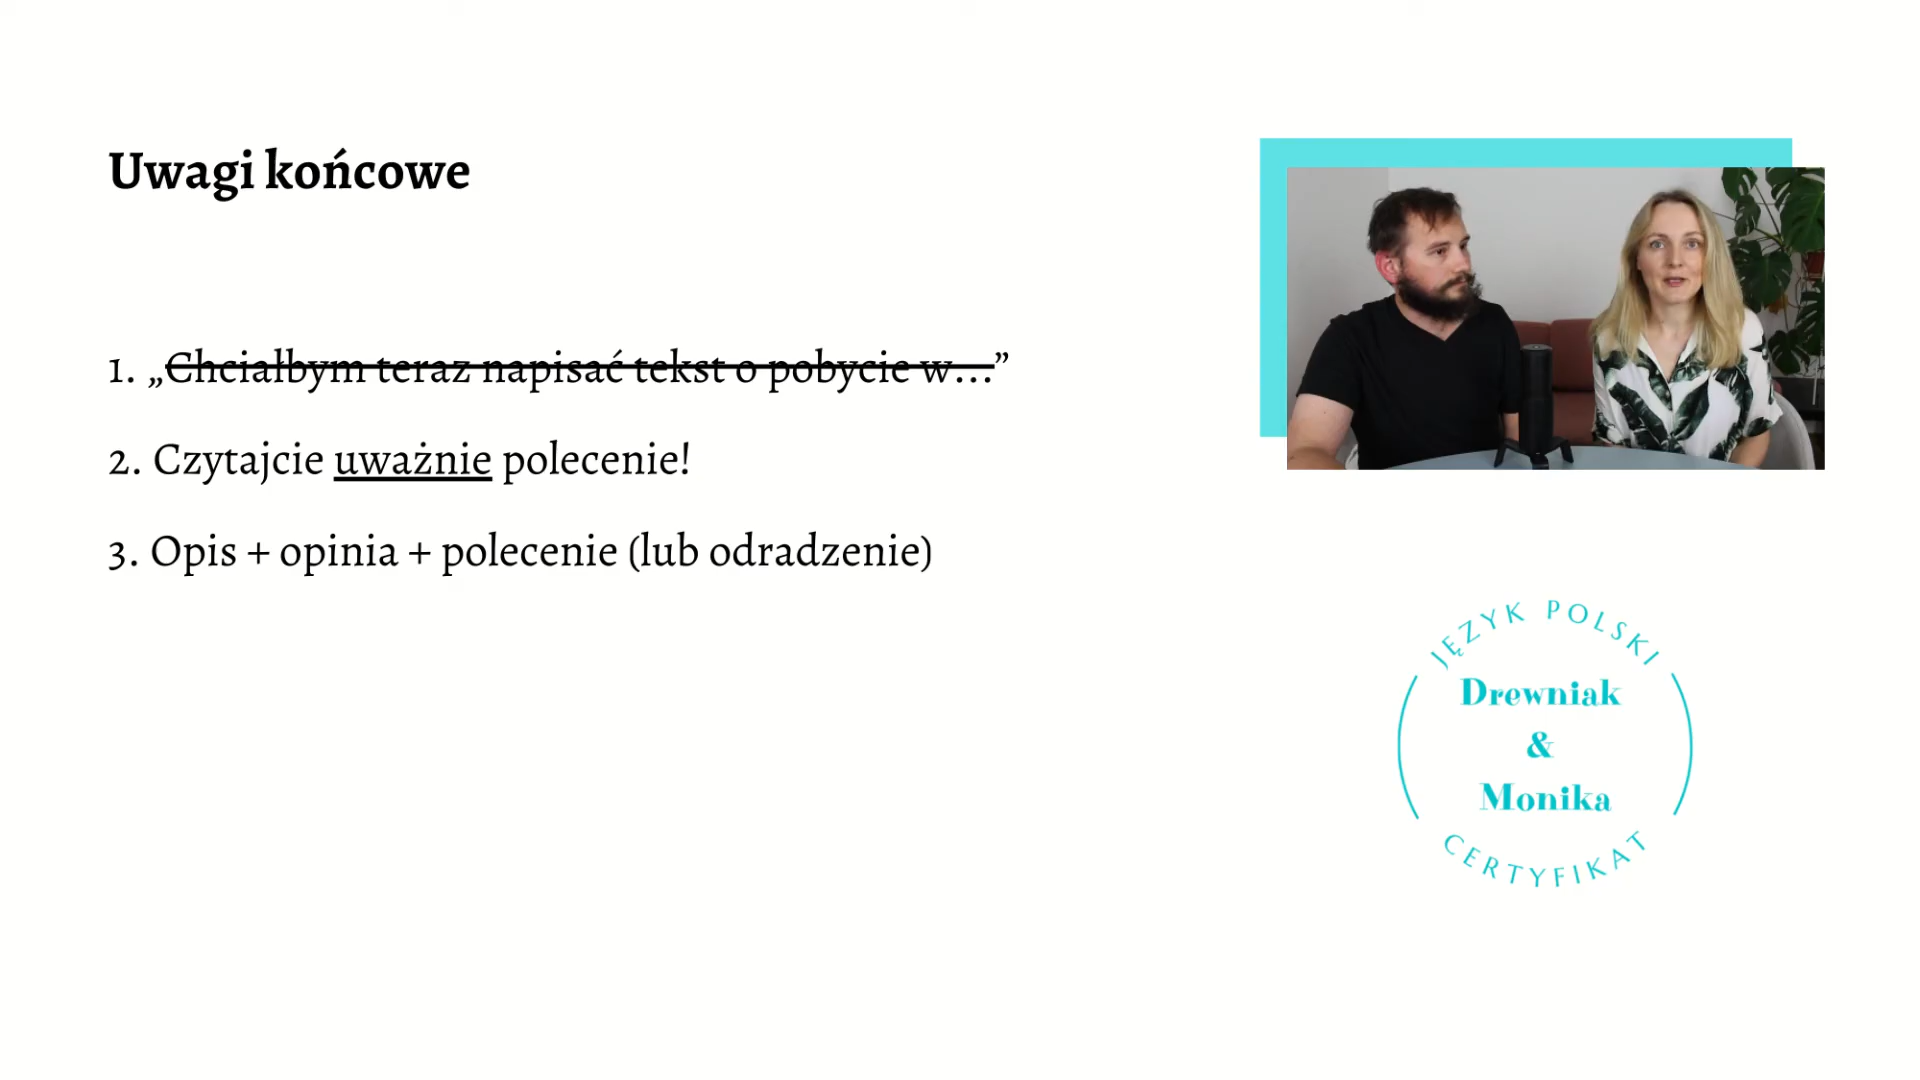 Uwagi końcowe
1. „Chciałbym teraz napisać tekst o pobycie w...”
2. Czytajcie uważnie polecenie!
3. Opis + opinia + polecenie (lub odradzenie)
JĘZYK POLSKI
Drewniak
&
Monika
CERTYFIKAT